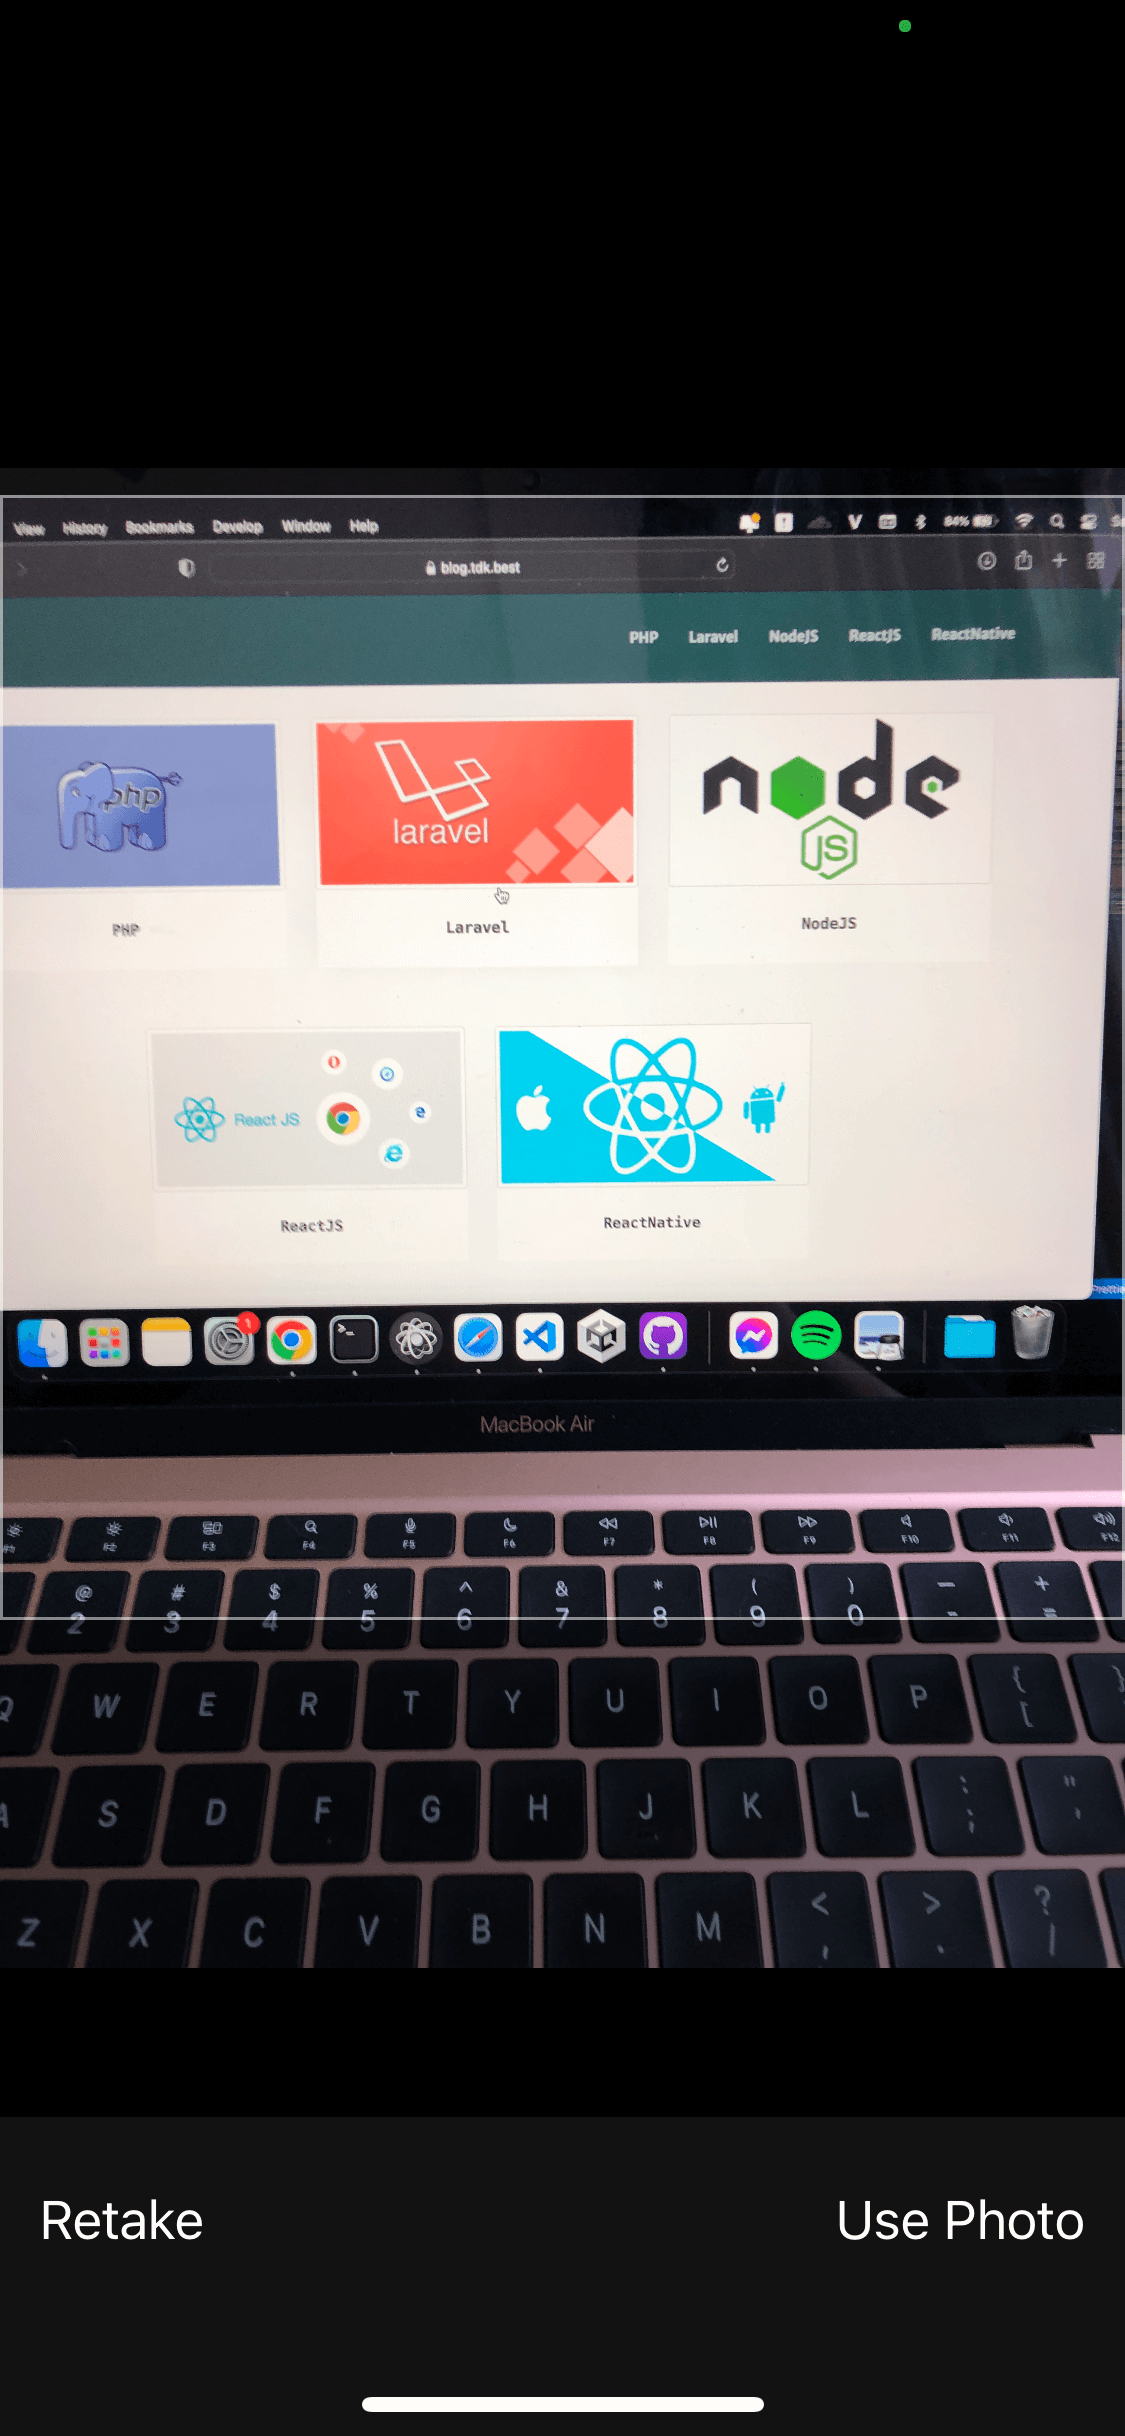 View History Bookmarks Develop Window Help 84%
blog.tdk.best
PHP Laravel NodeJS ReactJS ReactNative
php
laravel
node
JS
PHP Laravel NodeJS
React JS
ReactJS ReactNative
1
MacBook Air
F2 F3 F4 F5 F6 F7 F8 F9 F10 F11 F12
@ # $ % ^ & * ( ) — +
2 3 4 5 6 7 8 9 0 - =
Q W E R T Y U I O P { }
[
A S D F G H J K L : "
; '
Z X C V B N M < > ?
, . /
Retake Use Photo